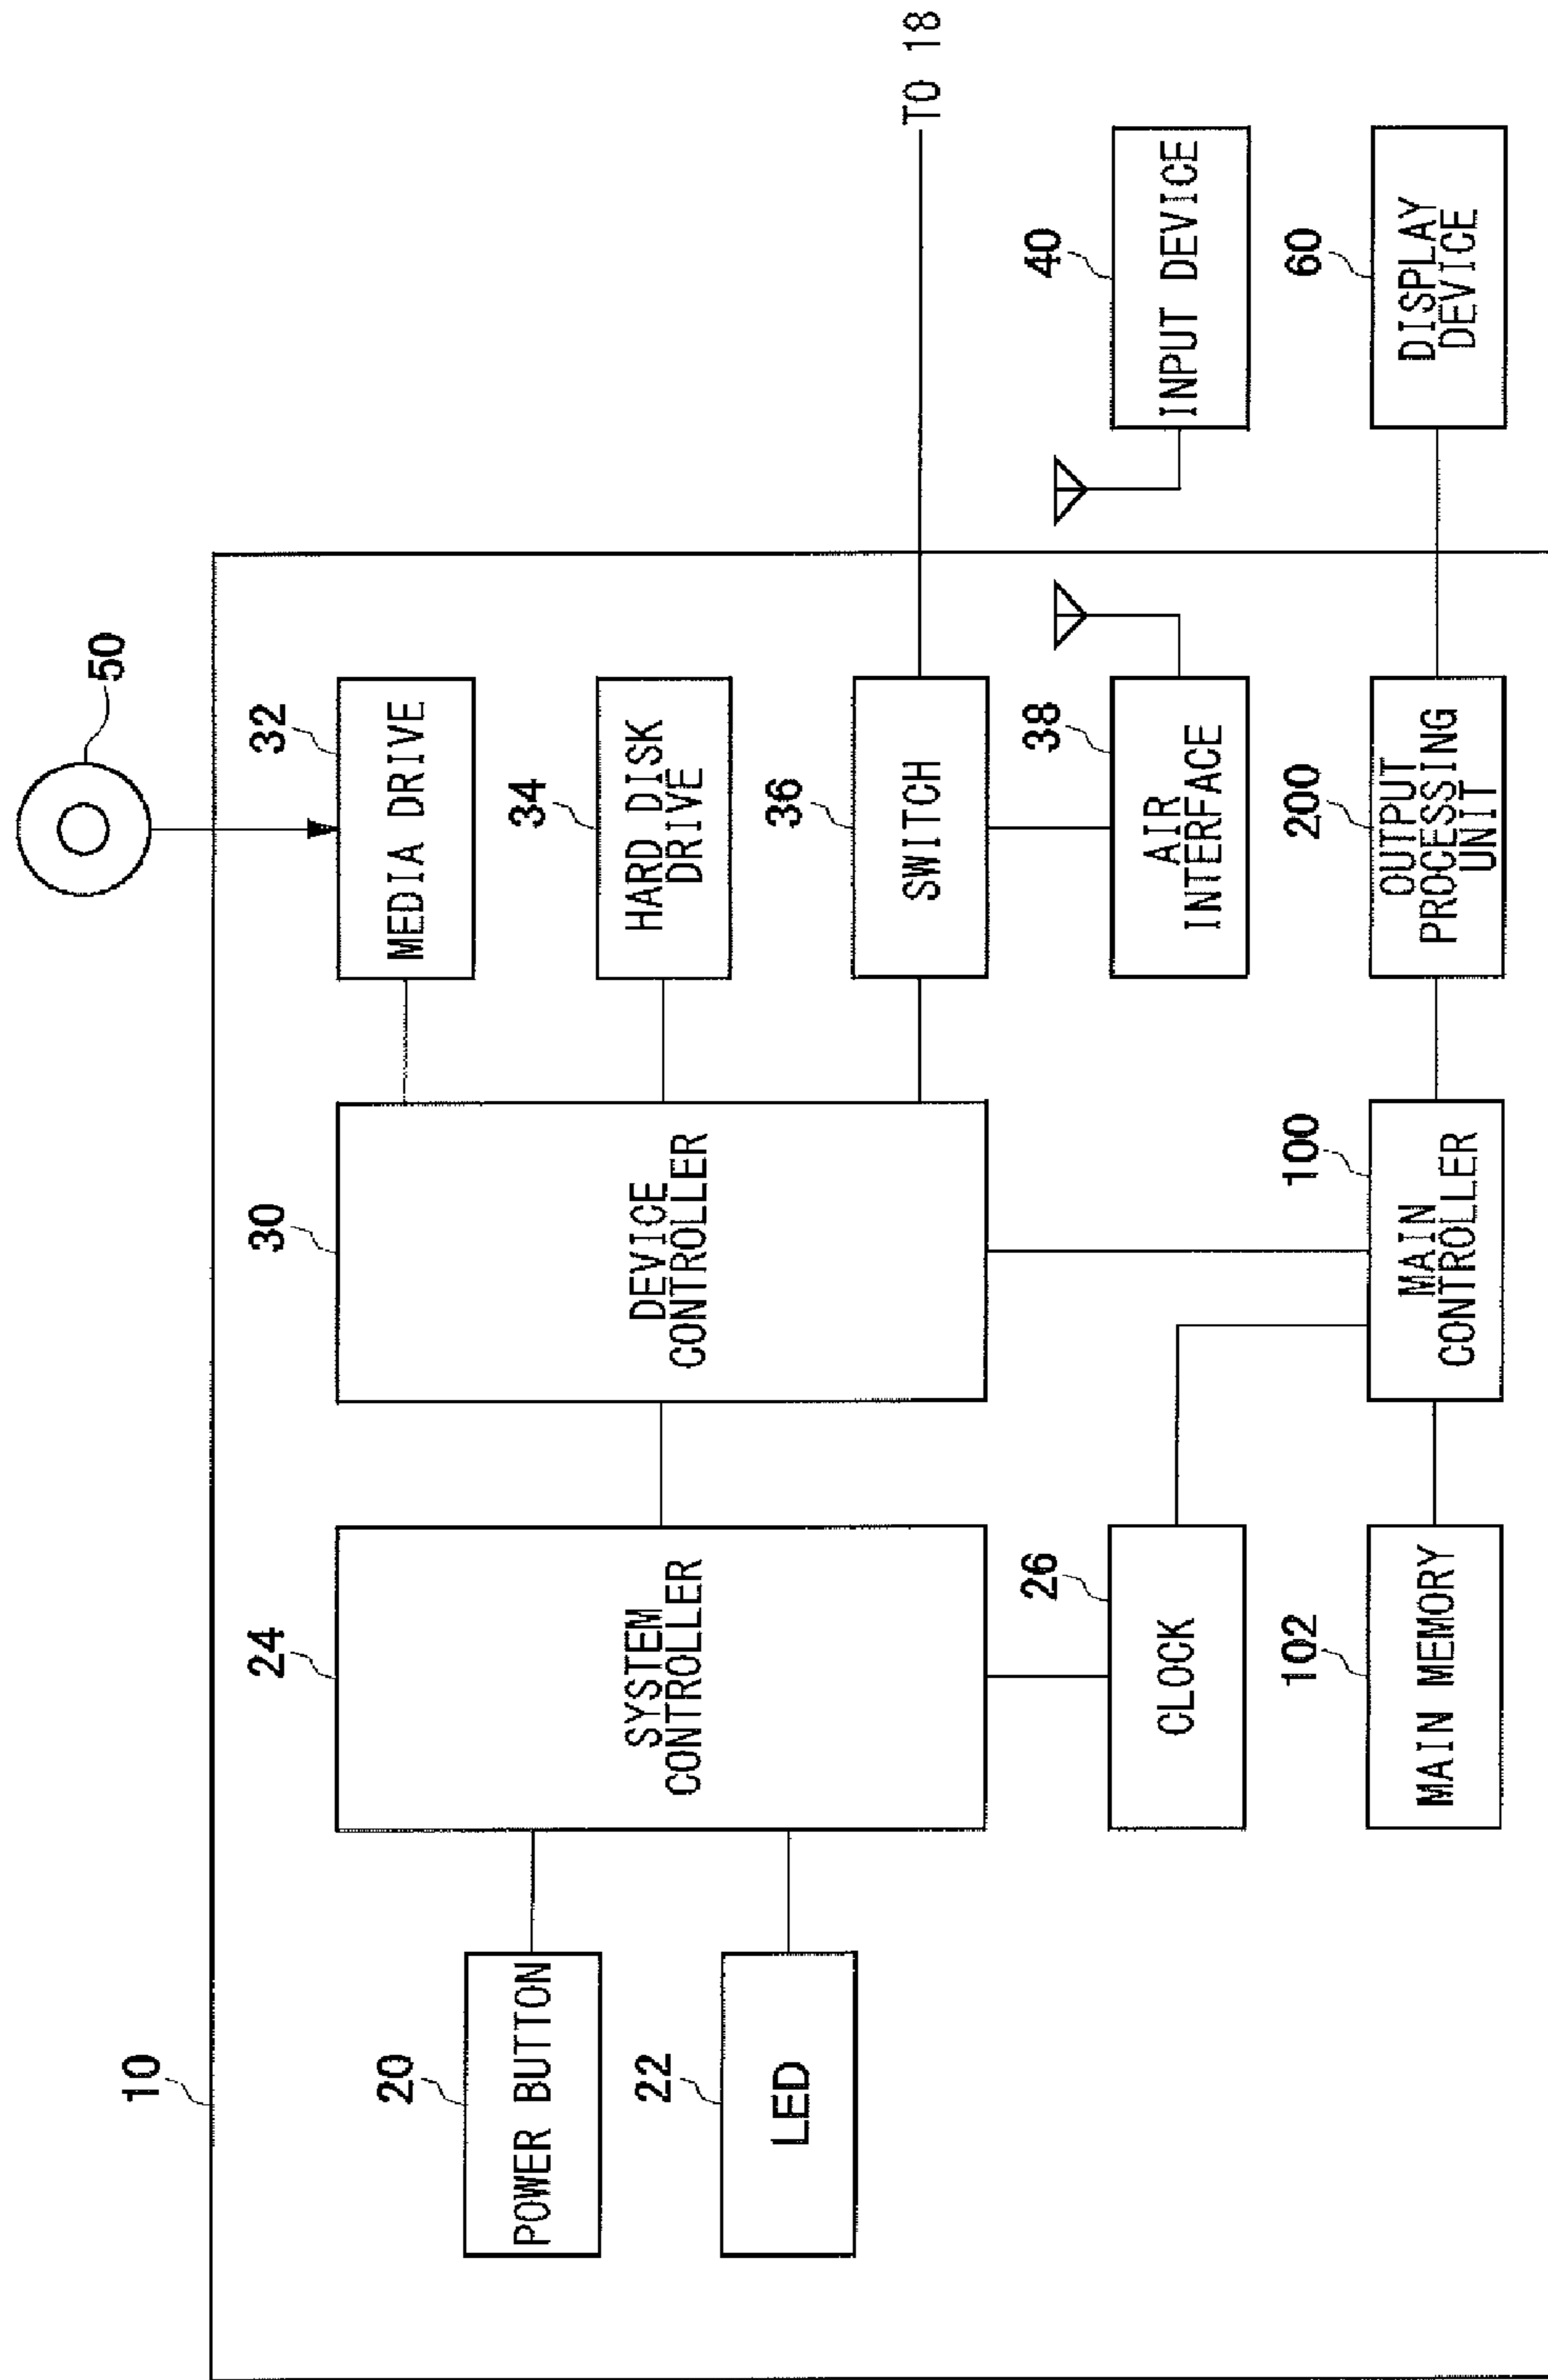 10
50
20
POWER BUTTON
22
LED
24
SYSTEM
CONTROLLER
30
DEVICE
CONTROLLER
32
MEDIA DRIVE
34
HARD DISK
DRIVE
36
SWITCH
TO 18
26
CLOCK
38
AIR
INTERFACE
40
INPUT DEVICE
102
MAIN MEMORY
100
MAIN
CONTROLLER
200
OUTPUT
PROCESSING
UNIT
60
DISPLAY
DEVICE